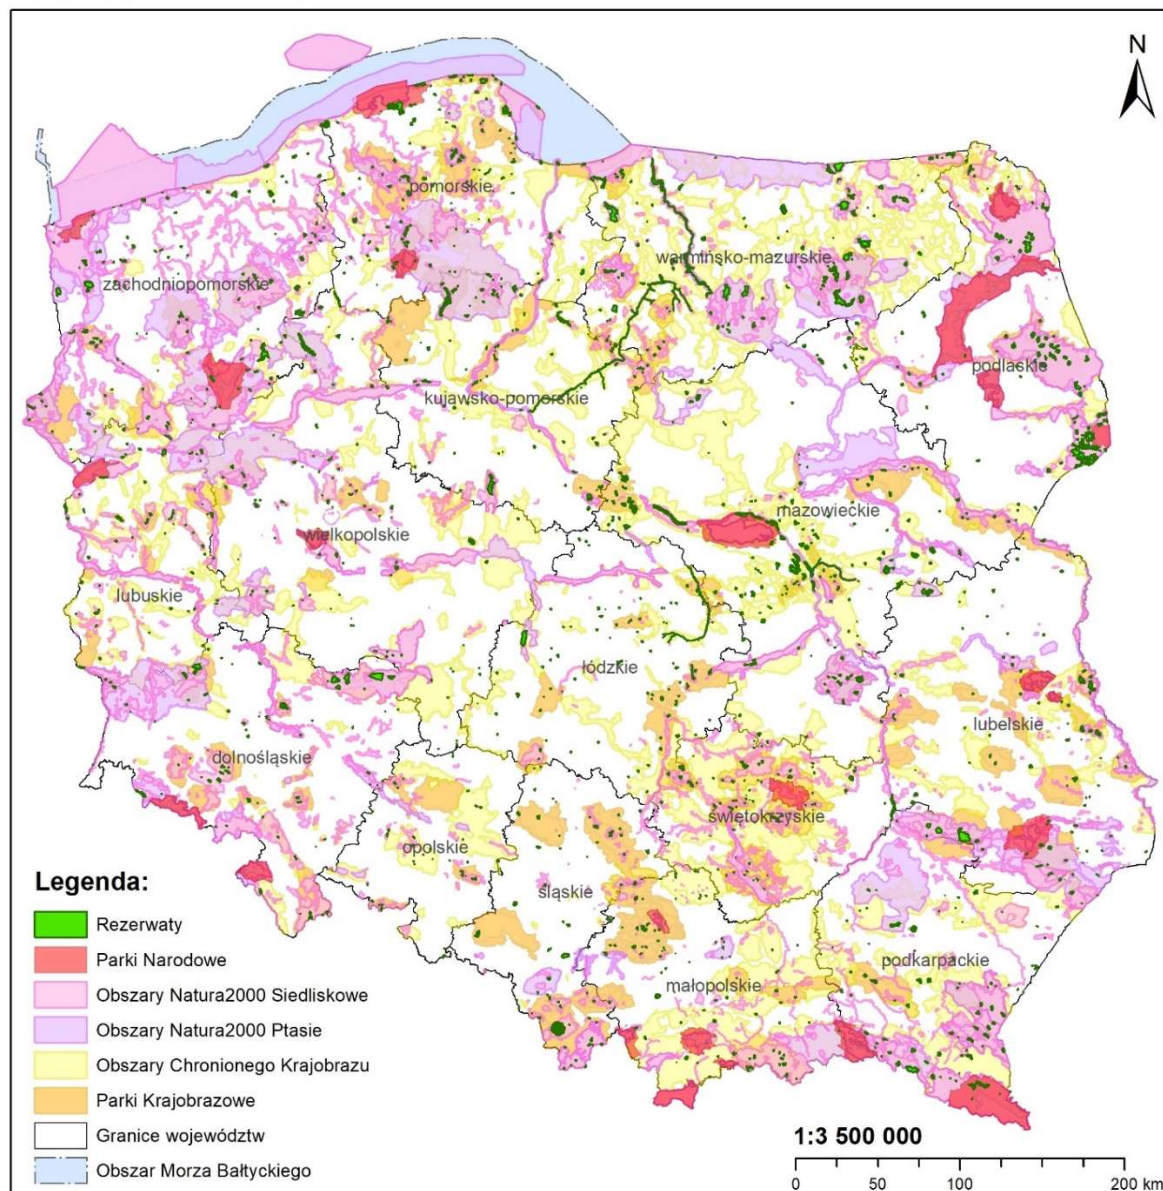 N
pomorskie
warmińsko-mazurskie
zachodniopomorskie
podlaskie
kujawsko-pomorskie
mazowieckie
wielkopolskie
lubuskie
łódzkie
lubelskie
dolnośląskie
świętokrzyskie
opolskie
śląskie
podkarpackie
małopolskie
Legenda:
Rezerwaty
Parki Narodowe
Obszary Natura2000 Siedliskowe
Obszary Natura2000 Ptasie
Obszary Chronionego Krajobrazu
Parki Krajobrazowe
Granice województw
Obszar Morza Bałtyckiego
1:3 500 000
0 50 100 200 km